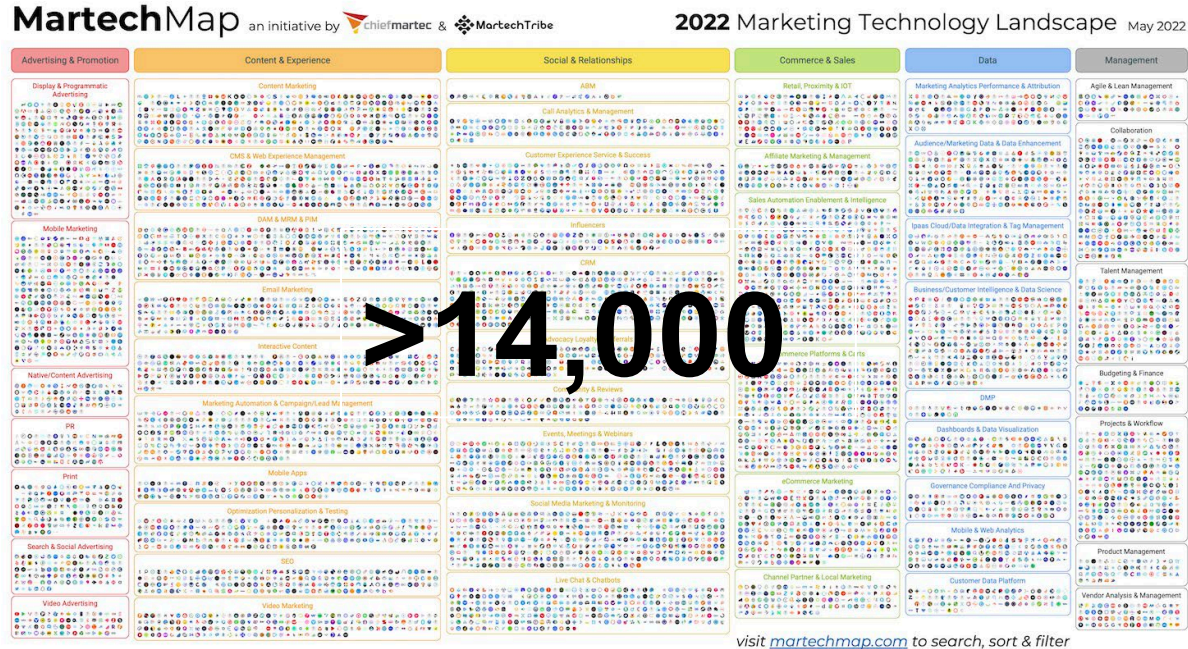 MartechMap an initiative by chiefmartec & MartechTribe
2022 Marketing Technology Landscape May 2022
Advertising & Promotion
Display & Programmatic
Advertising
Mobile Marketing
Native/Content Advertising
PR
Print
Search & Social Advertising
Video Advertising
Content & Experience
Content Marketing
CMS & Web Experience Management
DAM & MRM & PIM
Email Marketing
Interactive Content
Marketing Automation & Campaign/Lead Management
Mobile Apps
Optimization Personalization & Testing
SEO
Video Marketing
Social & Relationships
ABM
Call Analytics & Management
Customer Experience Service & Success
Influencers
CRM
>14,000
& Reviews
Events, Meetings & Webinars
Social Media Marketing & Monitoring
Live Chat & Chatbots
Commerce & Sales
Retail, Proximity & IOT
Affiliate Marketing & Management
Sales Automation Enablement & Intelligence
Platforms & Carts
eCommerce Marketing
Channel Partner & Local Marketing
Data
Marketing Analytics Performance & Attribution
Audience/Marketing Data & Data Enhancement
Ipaas Cloud/Data Integration & Tag Management
Business/Customer Intelligence & Data Science
DMP
Dashboards & Data Visualization
Governance Compliance And Privacy
Mobile & Web Analytics
Customer Data Platform
Management
Agile & Lean Management
Collaboration
Talent Management
Budgeting & Finance
Projects & Workflow
Product Management
Vendor Analysis & Management
visit martechmap.com to search, sort & filter